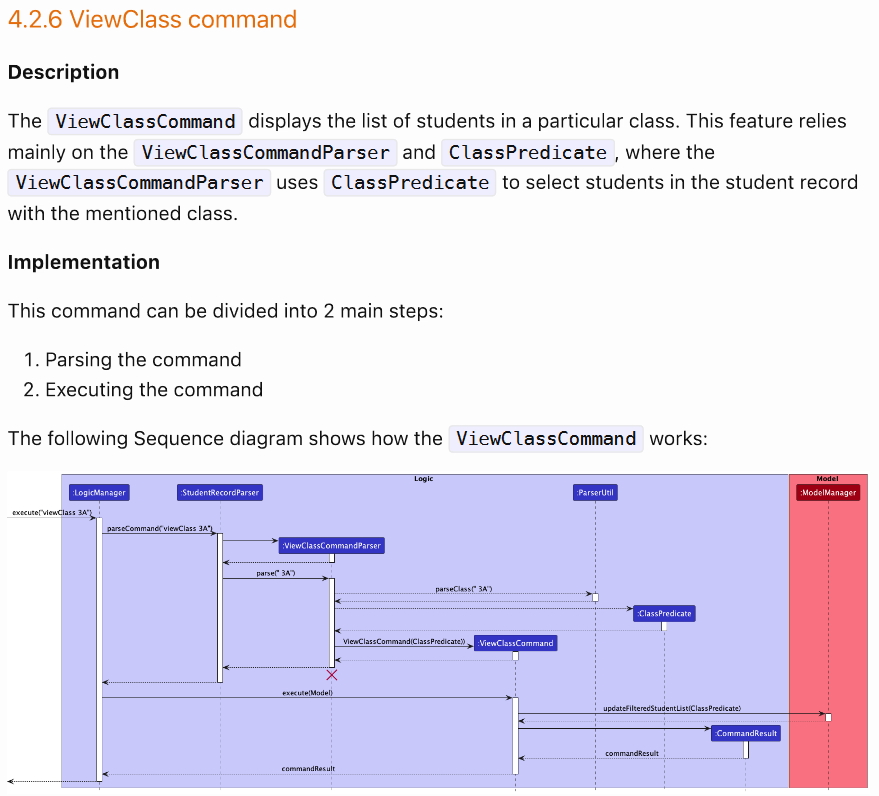 4.2.6 ViewClass command
Description
The ViewClassCommand displays the list of students in a particular class. This feature relies
mainly on the ViewClassCommandParser and ClassPredicate , where the
ViewClassCommandParser uses ClassPredicate to select students in the student record
with the mentioned class.
Implementation
This command can be divided into 2 main steps:
1. Parsing the command
2. Executing the command
The following Sequence diagram shows how the ViewClassCommand works:
Logic
Model
:LogicManager
:StudentRecordParser
:ParserUtil
:ModelManager
execute("viewClass 3A")
parseCommand("viewClass 3A")
:ViewClassCommandParser
parse(" 3A")
parseClass(" 3A")
:ClassPredicate
ViewClassCommand(ClassPredicate))
:ViewClassCommand
execute(Model)
updateFilteredStudentList(ClassPredicate)
:CommandResult
commandResult
commandResult